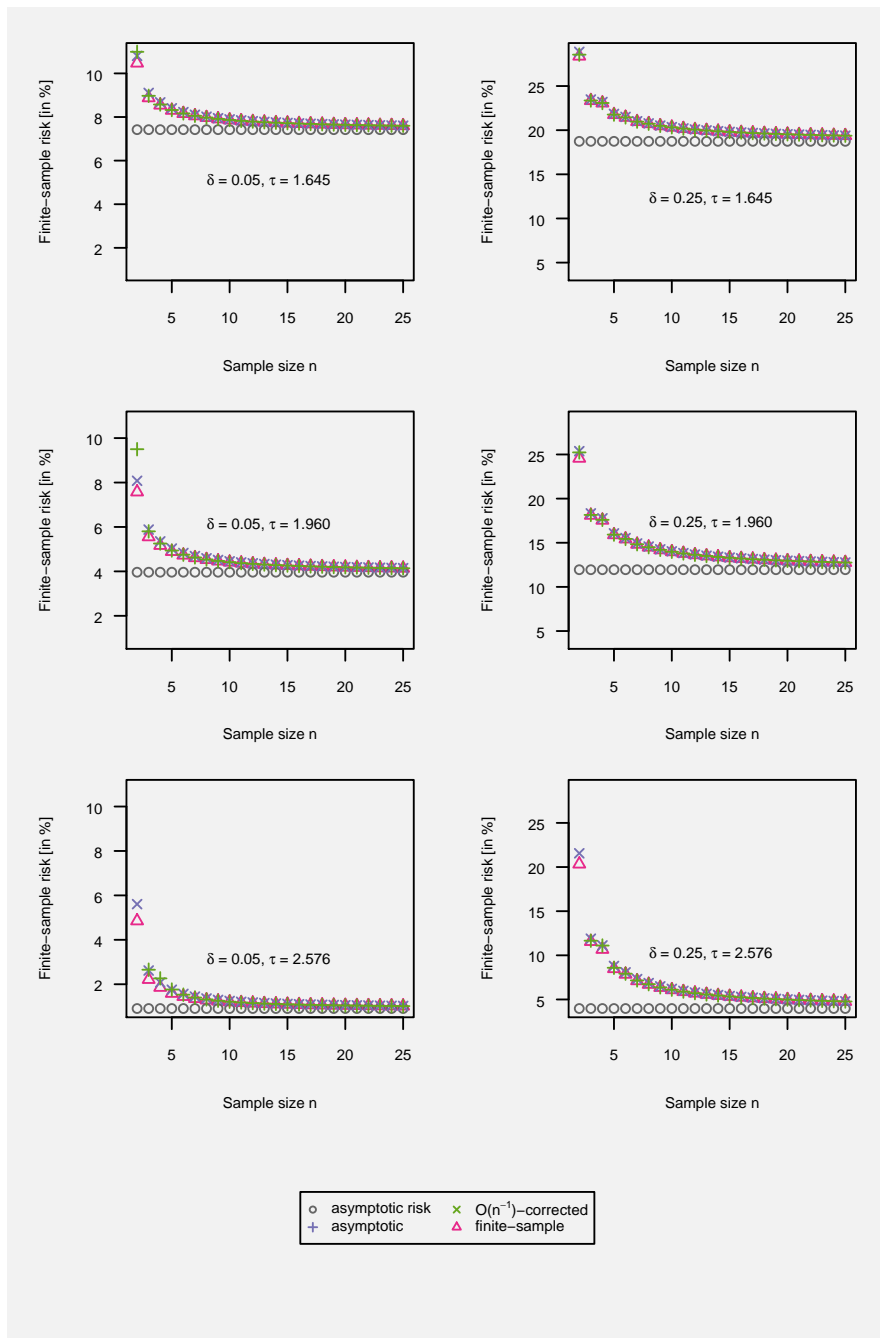 Finite−sample risk [in %]
10
8
6
4
2
δ = 0.05, τ = 1.645
5 10 15 20 25
Sample size n
Finite−sample risk [in %]
25
20
15
10
5
δ = 0.25, τ = 1.645
5 10 15 20 25
Sample size n
Finite−sample risk [in %]
10
8
6
4
2
δ = 0.05, τ = 1.960
5 10 15 20 25
Sample size n
Finite−sample risk [in %]
25
20
15
10
5
δ = 0.25, τ = 1.960
5 10 15 20 25
Sample size n
Finite−sample risk [in %]
10
8
6
4
2
δ = 0.05, τ = 2.576
5 10 15 20 25
Sample size n
Finite−sample risk [in %]
25
20
15
10
5
δ = 0.25, τ = 2.576
5 10 15 20 25
Sample size n
asymptotic risk
asymptotic
O(n⁻¹)−corrected
finite−sample